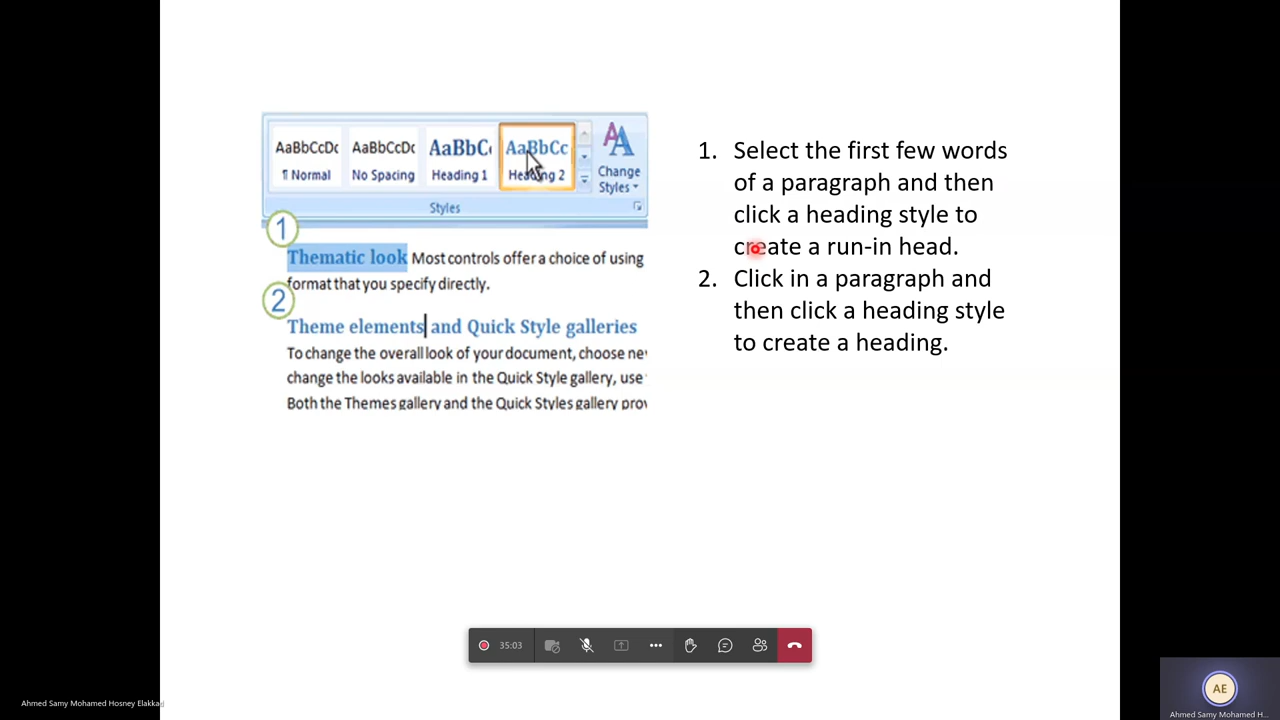 AaBbCcDc AaBbCcDc AaBbC AaBbCc
¶ Normal No Spacing Heading 1 Heading 2
Change
Styles
Styles
1
Thematic look Most controls offer a choice of using
format that you specify directly.
2
Theme elements and Quick Style galleries
To change the overall look of your document, choose
change the looks available in the Quick Style gallery, use
Both the Themes gallery and the Quick Styles gallery
1. Select the first few words
of a paragraph and then
click a heading style to
create a run-in head.
2. Click in a paragraph and
then click a heading style
to create a heading.
35:03
AE
Ahmed Samy Mohamed H...
Ahmed Samy Mohamed Hosney Elakkad